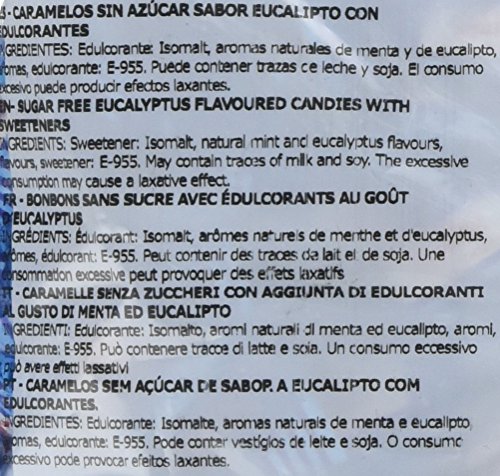 ES - CARAMELOS SIN AZÚCAR SABOR EUCALIPTO CON
EDULCORANTES
INGREDIENTES: Edulcorante: Isomalt, aromas naturales de menta y de eucalipto,
aromas, edulcorante: E-955. Puede contener trazas de leche y soja. El consumo
excesivo puede producir efectos laxantes.
EN- SUGAR FREE EUCALYPTUS FLAVOURED CANDIES WITH
SWEETENERS
INGREDIENTS: Sweetener: Isomalt, natural mint and eucalyptus flavours,
flavours, sweetener: E-955. May contain traces of milk and soy. The excessive
consumption may cause a laxative effect.
FR - BONBONS SANS SUCRE AVEC ÉDULCORANTS AU GOÛT
D'EUCALYPTUS
INGRÉDIENTS: Édulcorant: Isomalt, arômes naturels de menthe et d'eucalyptus,
arômes, édulcorant: E-955. Peut contenir des traces de lait et de soja. Une
consommation excessive peut provoquer des effets laxatifs
IT - CARAMELLE SENZA ZUCCHERI CON AGGIUNTA DI EDULCORANTI
AL GUSTO DI MENTA ED EUCALIPTO
INGREDIENTI: Edulcorante: Isomalto, aromi naturali di menta ed eucalipto, aromi,
edulcorante: E-955. Può contenere tracce di latte e soia. Un consumo eccessivo
può avere effetti lassativi
PT - CARAMELOS SEM AÇÚCAR DE SABOR A EUCALIPTO COM
EDULCORANTES.
INGREDIENTES: Edulcorante: Isomalte, aromas naturais de menta e eucalipto,
aromas, edulcorante: E-955. Pode conter vestígios de leite e soja. O consumo
excessivo pode provocar efeitos laxantes.